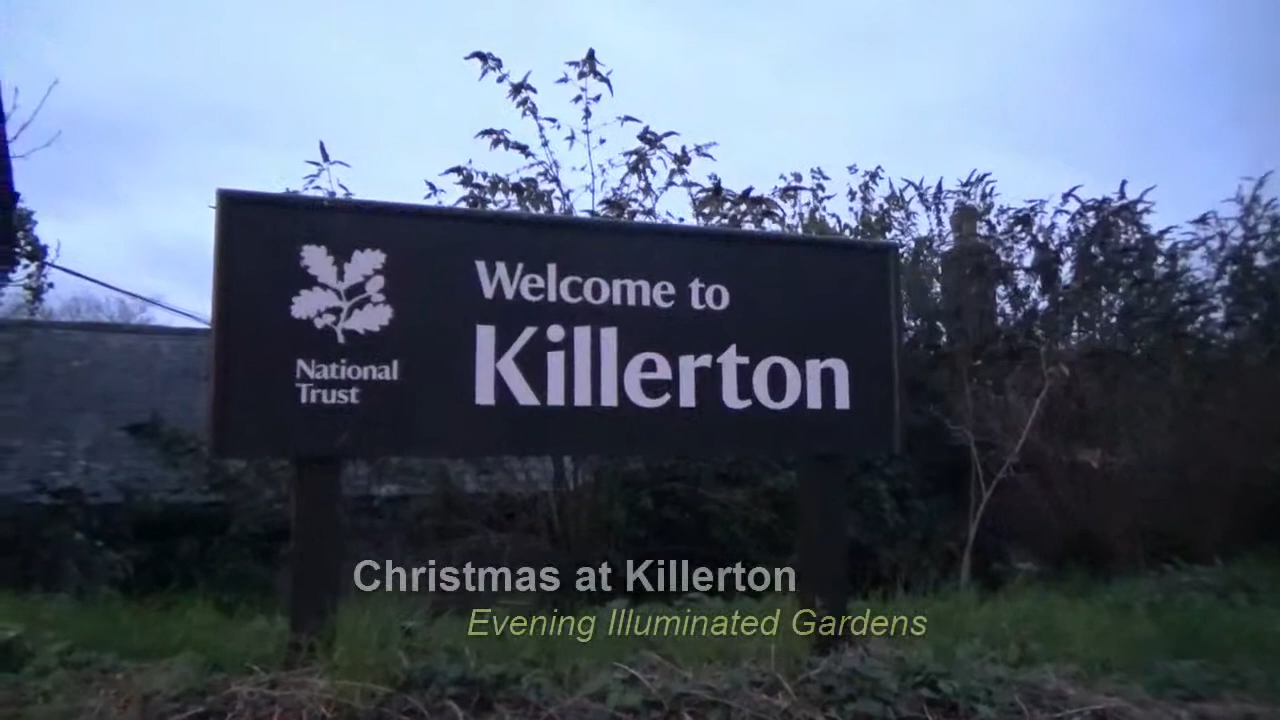 National
Trust
Welcome to
Killerton
Christmas at Killerton
Evening Illuminated Gardens